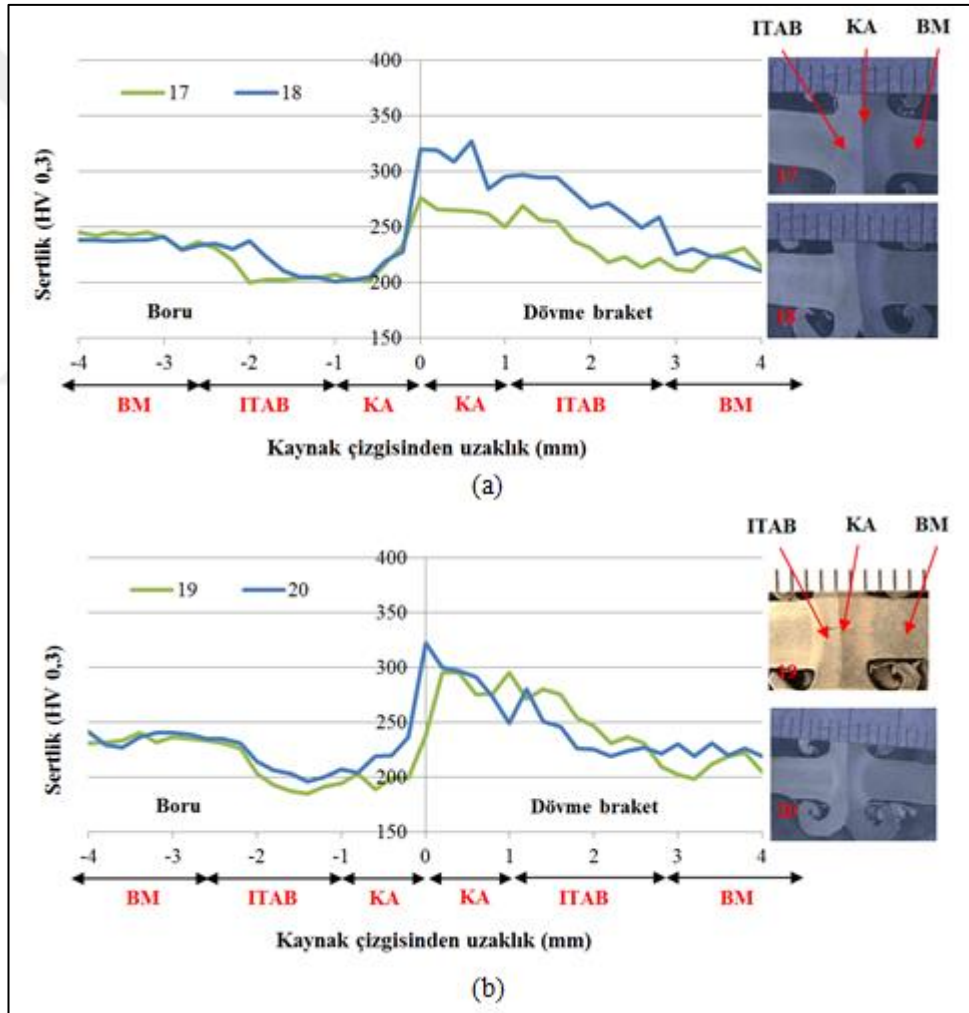 ITAB KA BM
400
17 18
350
300
250
200
150
Sertlik (HV 0,3)
Boru Dövme braket
-4 -3 -2 -1 0 1 2 3 4
BM ITAB KA KA ITAB BM
Kaynak çizgisinden uzaklık (mm)
17
18
(a)
ITAB KA BM
400
19 20
350
300
250
200
150
Sertlik (HV 0,3)
Boru Dövme braket
-4 -3 -2 -1 0 1 2 3 4
BM ITAB KA KA ITAB BM
Kaynak çizgisinden uzaklık (mm)
19
20
(b)